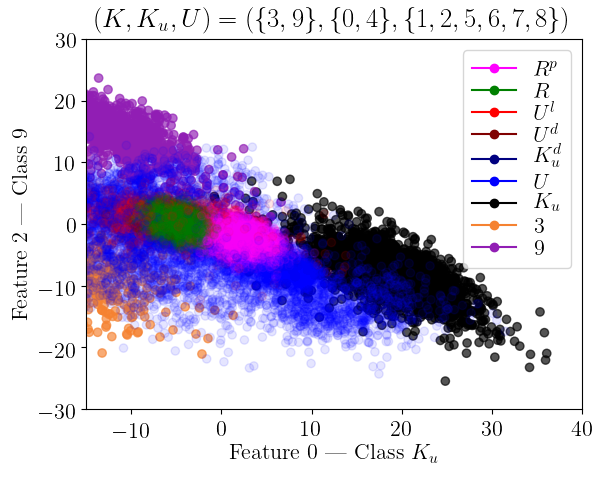 (K, K_u, U) = ({3, 9}, {0, 4}, {1, 2, 5, 6, 7, 8})
30
20
10
0
−10
−20
−30
Feature 2 — Class 9
R^p
R
U^l
U^d
K_u^d
U
K_u
3
9
−10
0
10
20
30
40
Feature 0 — Class K_u